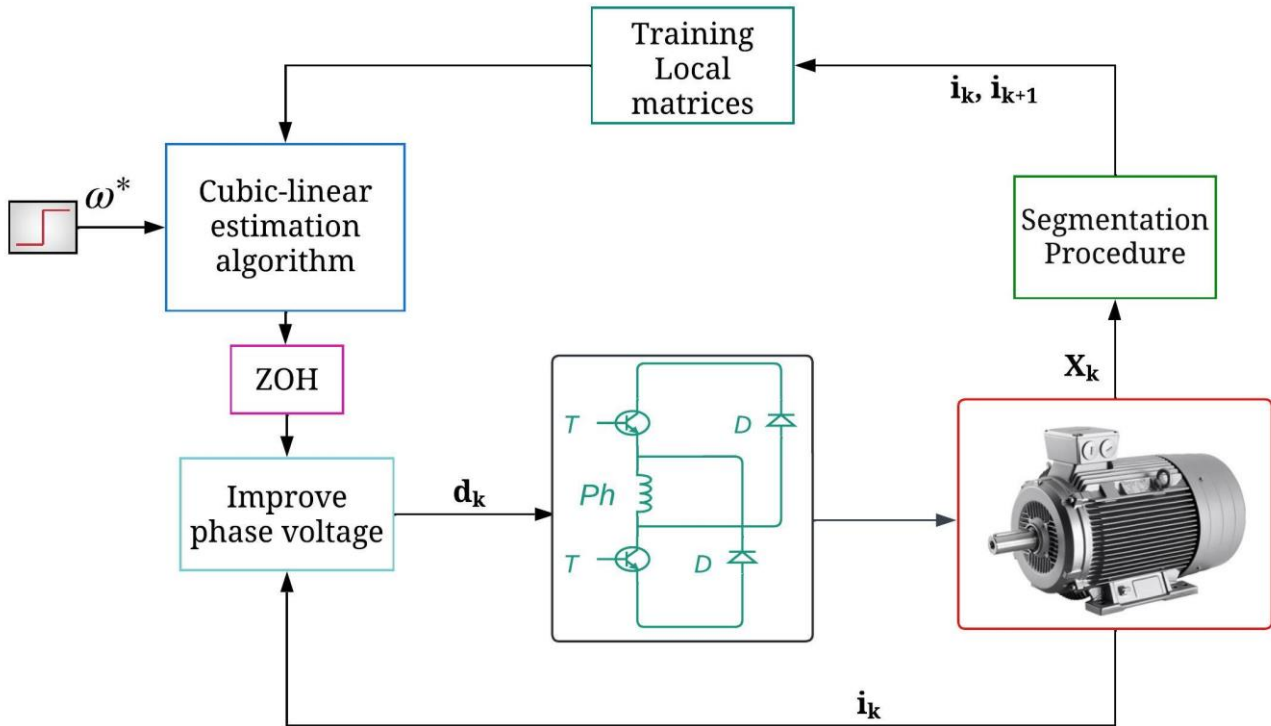 Training
Local
matrices
i_k, i_{k+1}
ω*
Cubic-linear
estimation
algorithm
Segmentation
Procedure
ZOH
X_k
T
D
Ph
T
D
Improve
phase voltage
d_k
i_k